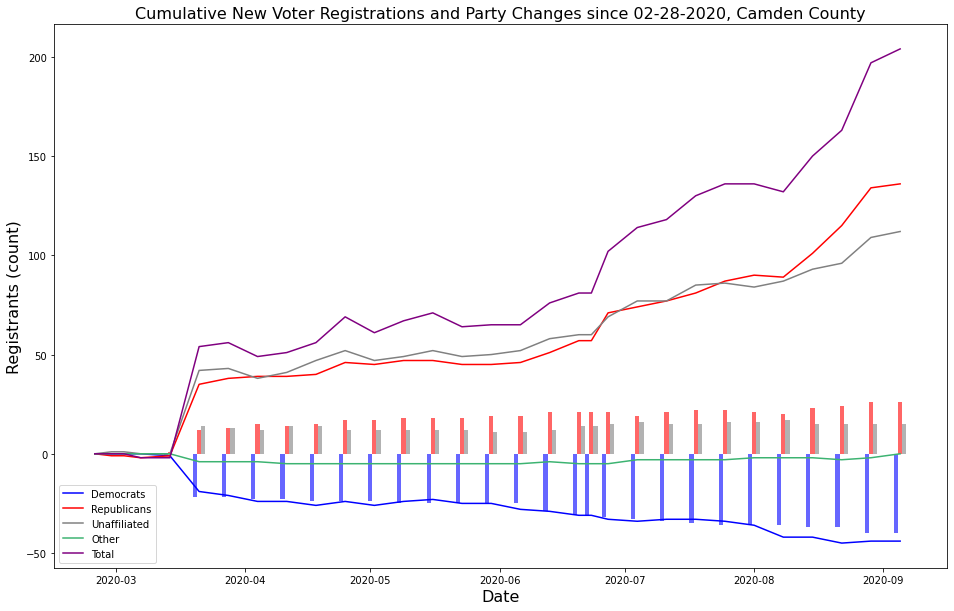 Cumulative New Voter Registrations and Party Changes since 02-28-2020, Camden County
Registrants (count)
200
150
100
50
0
−50
Democrats
Republicans
Unaffiliated
Other
Total
2020-03 2020-04 2020-05 2020-06 2020-07 2020-08 2020-09
Date